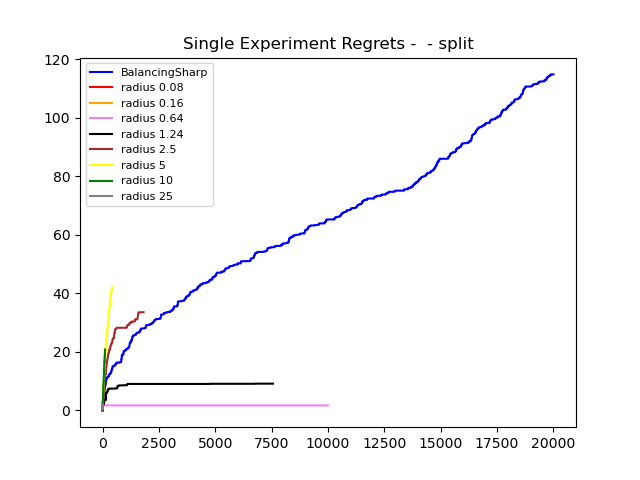 Single Experiment Regrets -  - split
BalancingSharp
radius 0.08
radius 0.16
radius 0.64
radius 1.24
radius 2.5
radius 5
radius 10
radius 25
120
100
80
60
40
20
0
0 2500 5000 7500 10000 12500 15000 17500 20000